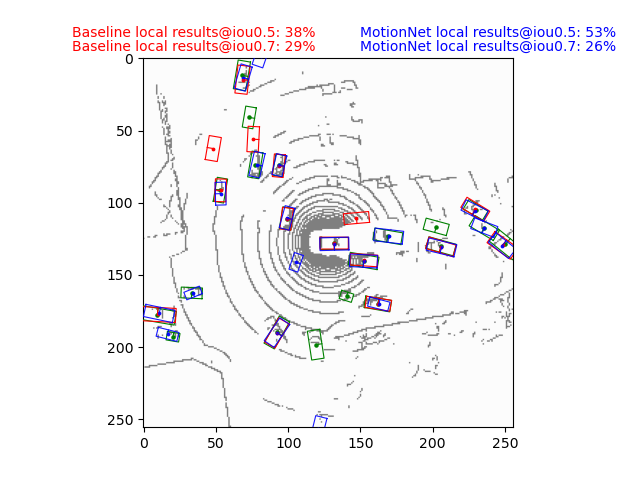 Baseline local results@iou0.5: 38%
MotionNet local results@iou0.5: 53%
Baseline local results@iou0.7: 29%
MotionNet local results@iou0.7: 26%
0
50
100
150
200
250
0 50 100 150 200 250